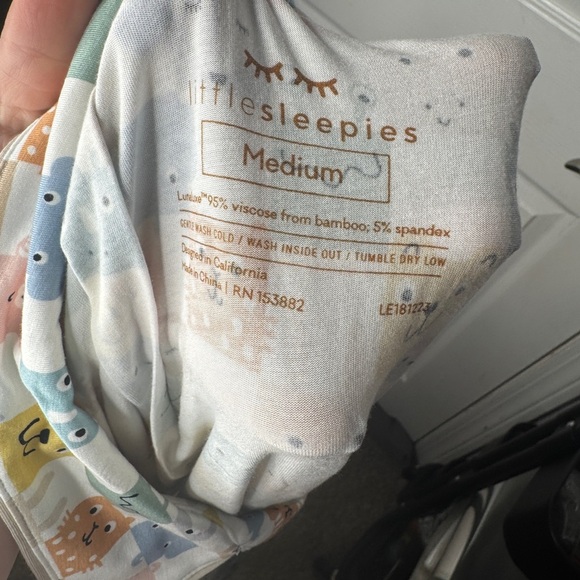 littlesleepies
Medium
Lunaluxe™ 95% viscose from bamboo; 5% spandex
GENTLE WASH COLD / WASH INSIDE OUT / TUMBLE DRY LOW
Designed in California
Made in China | RN 153882
LE181223